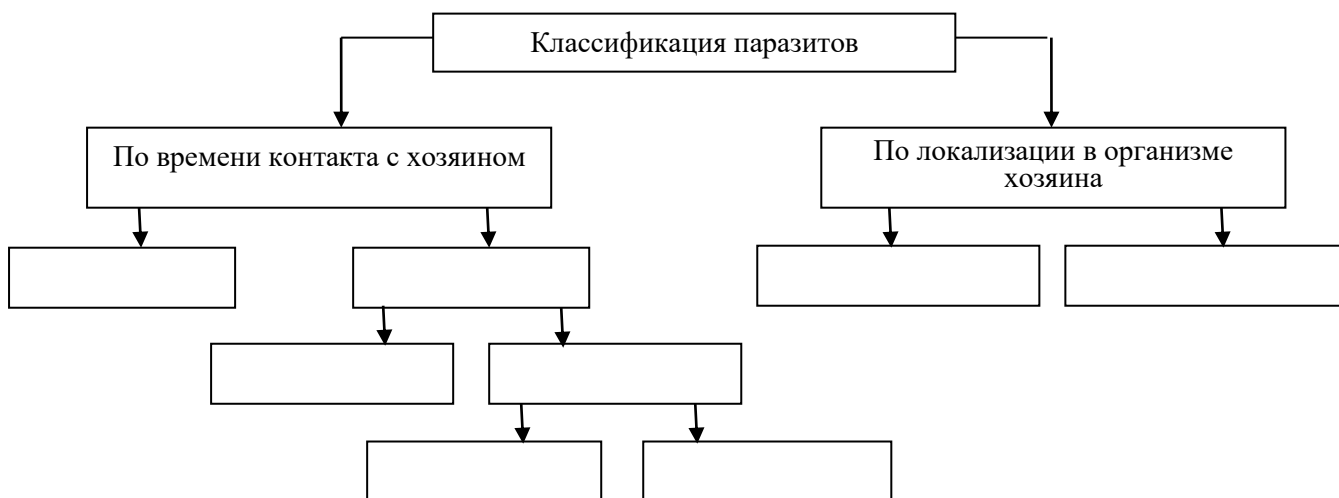 Классификация паразитов
По времени контакта с хозяином
По локализации в организме
хозяина